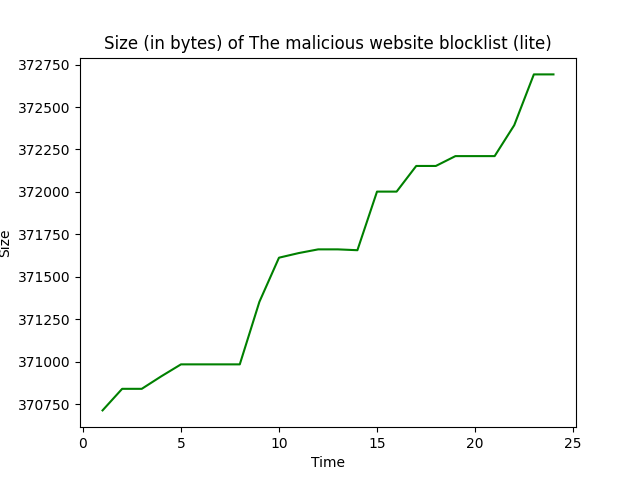 Size (in bytes) of The malicious website blocklist (lite)
372750
372500
372250
372000
371750
371500
371250
371000
370750
Size
0 5 10 15 20 25
Time